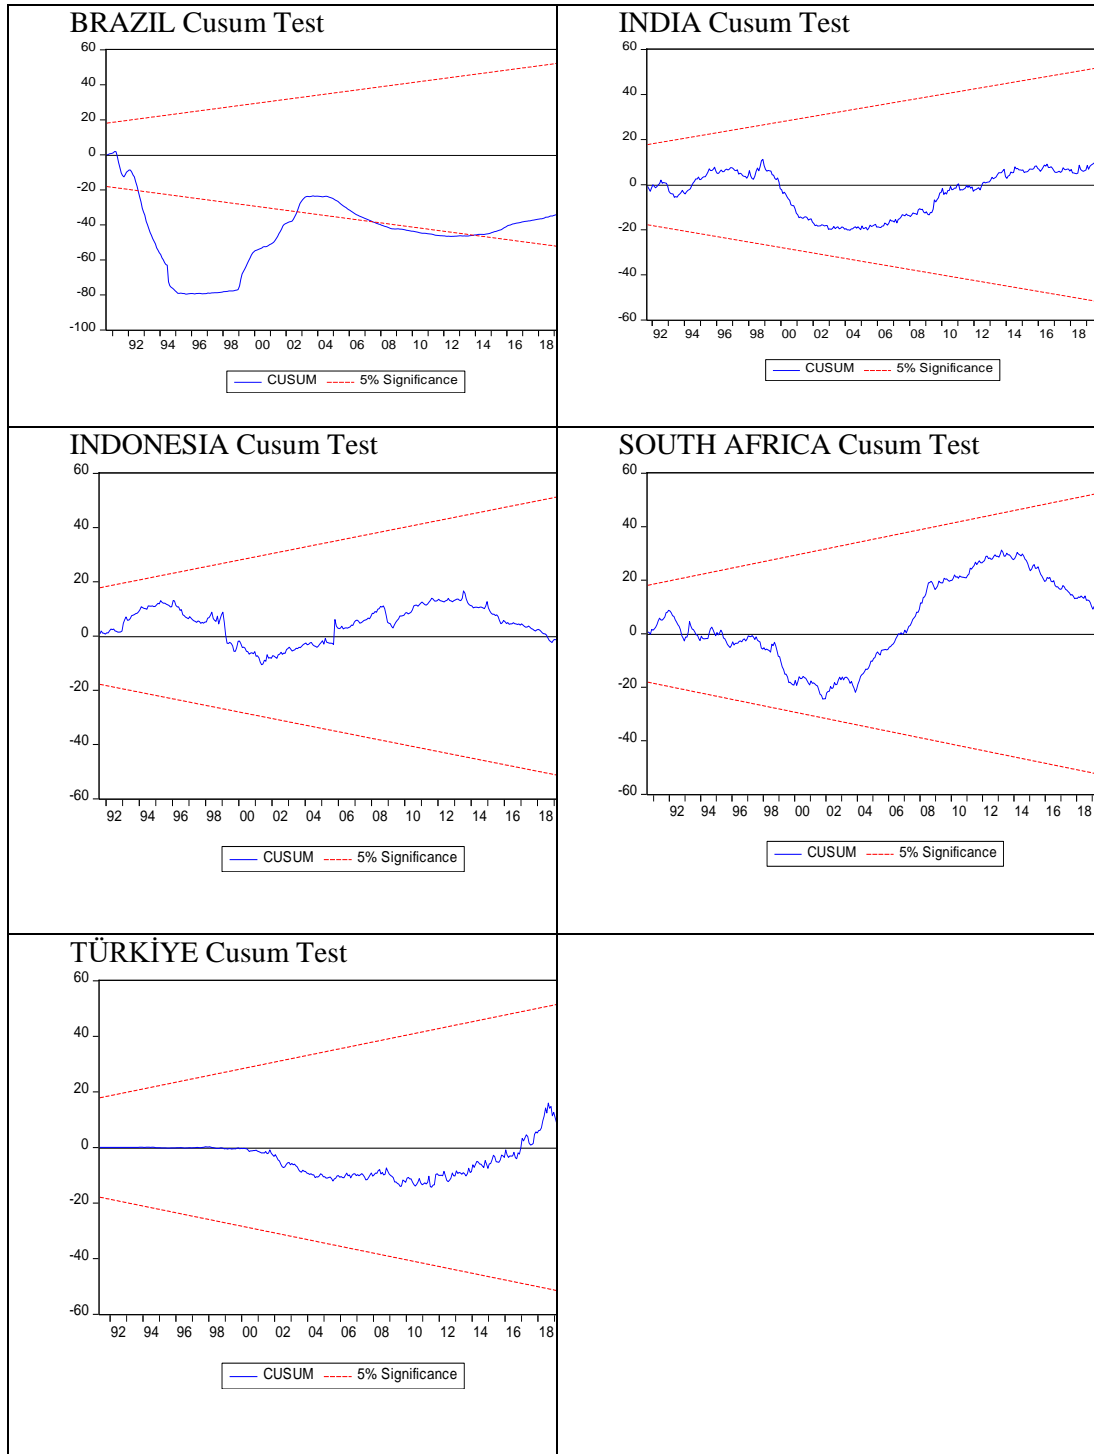 BRAZIL Cusum Test
60
40
20
0
-20
-40
-60
-80
-100
92 94 96 98 00 02 04 06 08 10 12 14 16 18
CUSUM 5% Significance
INDIA Cusum Test
60
40
20
0
-20
-40
-60
92 94 96 98 00 02 04 06 08 10 12 14 16 18
CUSUM 5% Significance
INDONESIA Cusum Test
60
40
20
0
-20
-40
-60
92 94 96 98 00 02 04 06 08 10 12 14 16 18
CUSUM 5% Significance
SOUTH AFRICA Cusum Test
60
40
20
0
-20
-40
-60
92 94 96 98 00 02 04 06 08 10 12 14 16 18
CUSUM 5% Significance
TÜRKİYE Cusum Test
60
40
20
0
-20
-40
-60
92 94 96 98 00 02 04 06 08 10 12 14 16 18
CUSUM 5% Significance